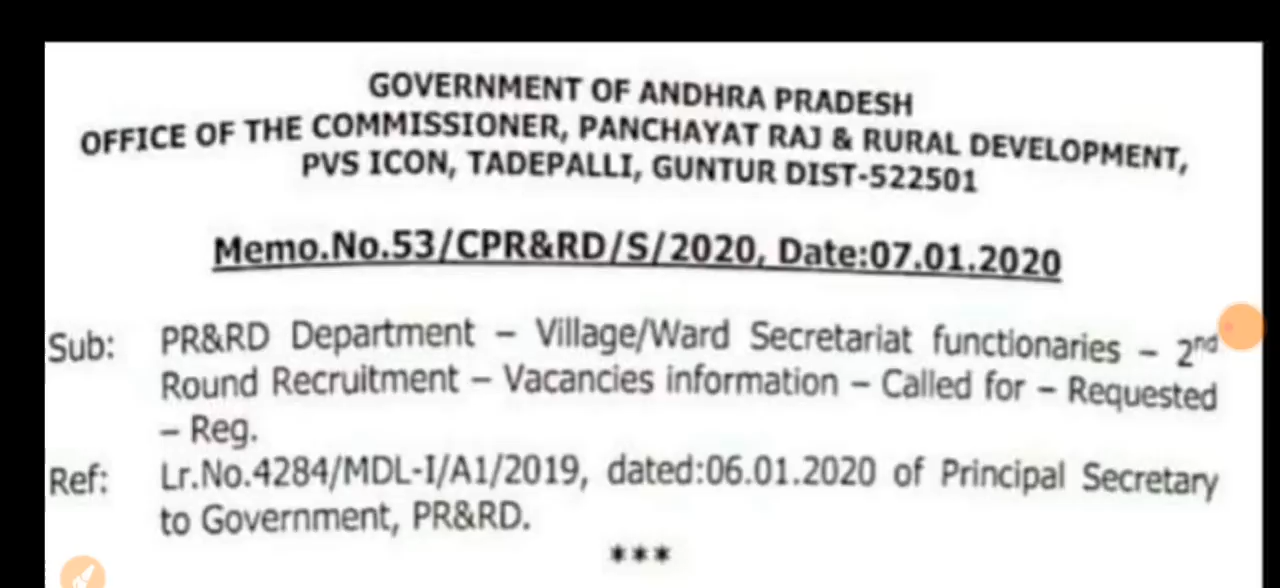 GOVERNMENT OF ANDHRA PRADESH
OFFICE OF THE COMMISSIONER, PANCHAYAT RAJ & RURAL DEVELOPMENT,
PVS ICON, TADEPALLI, GUNTUR DIST-522501
Memo.No.53/CPR&RD/S/2020, Date:07.01.2020
Sub: PR&RD Department – Village/Ward Secretariat functionaries – 2nd
Round Recruitment – Vacancies information – Called for – Requested
– Reg.
Ref: Lr.No.4284/MDL-I/A1/2019, dated:06.01.2020 of Principal Secretary
to Government, PR&RD.
***